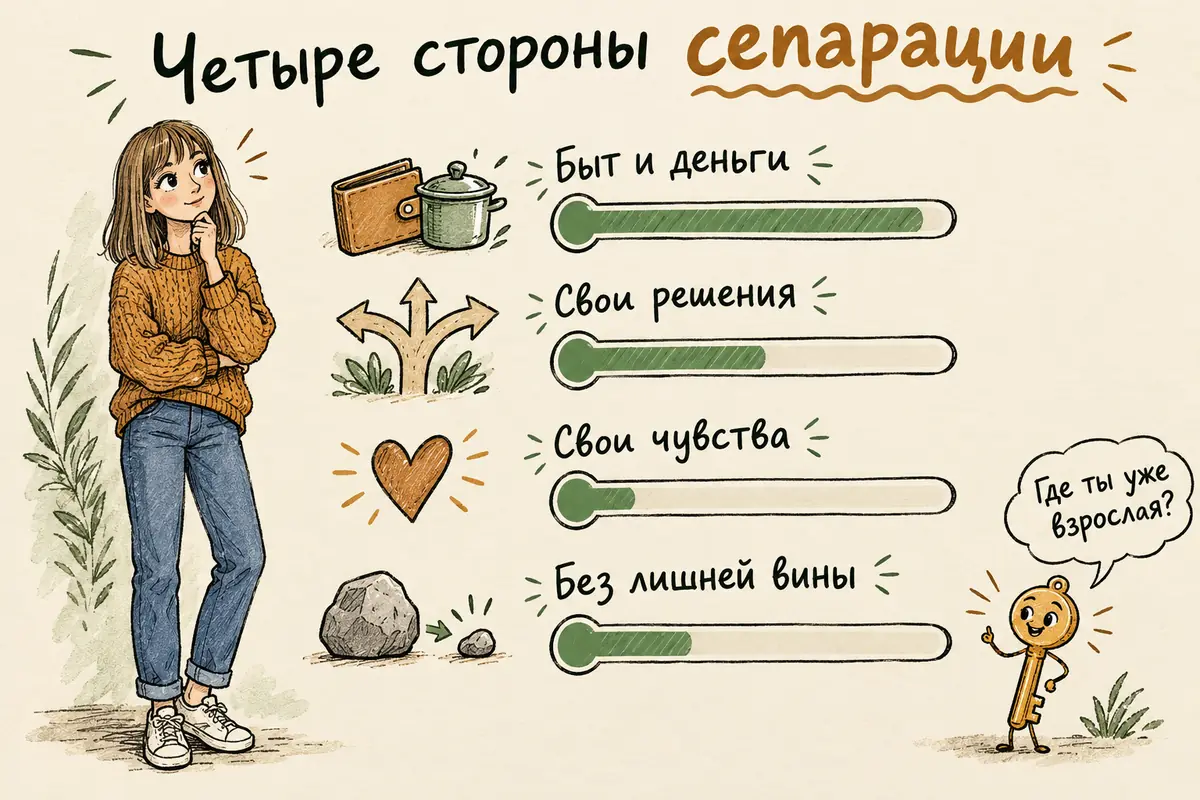 Четыре стороны сепарации
Быт и деньги
Свои решения
Свои чувства
Без лишней вины
Где ты уже
взрослая?